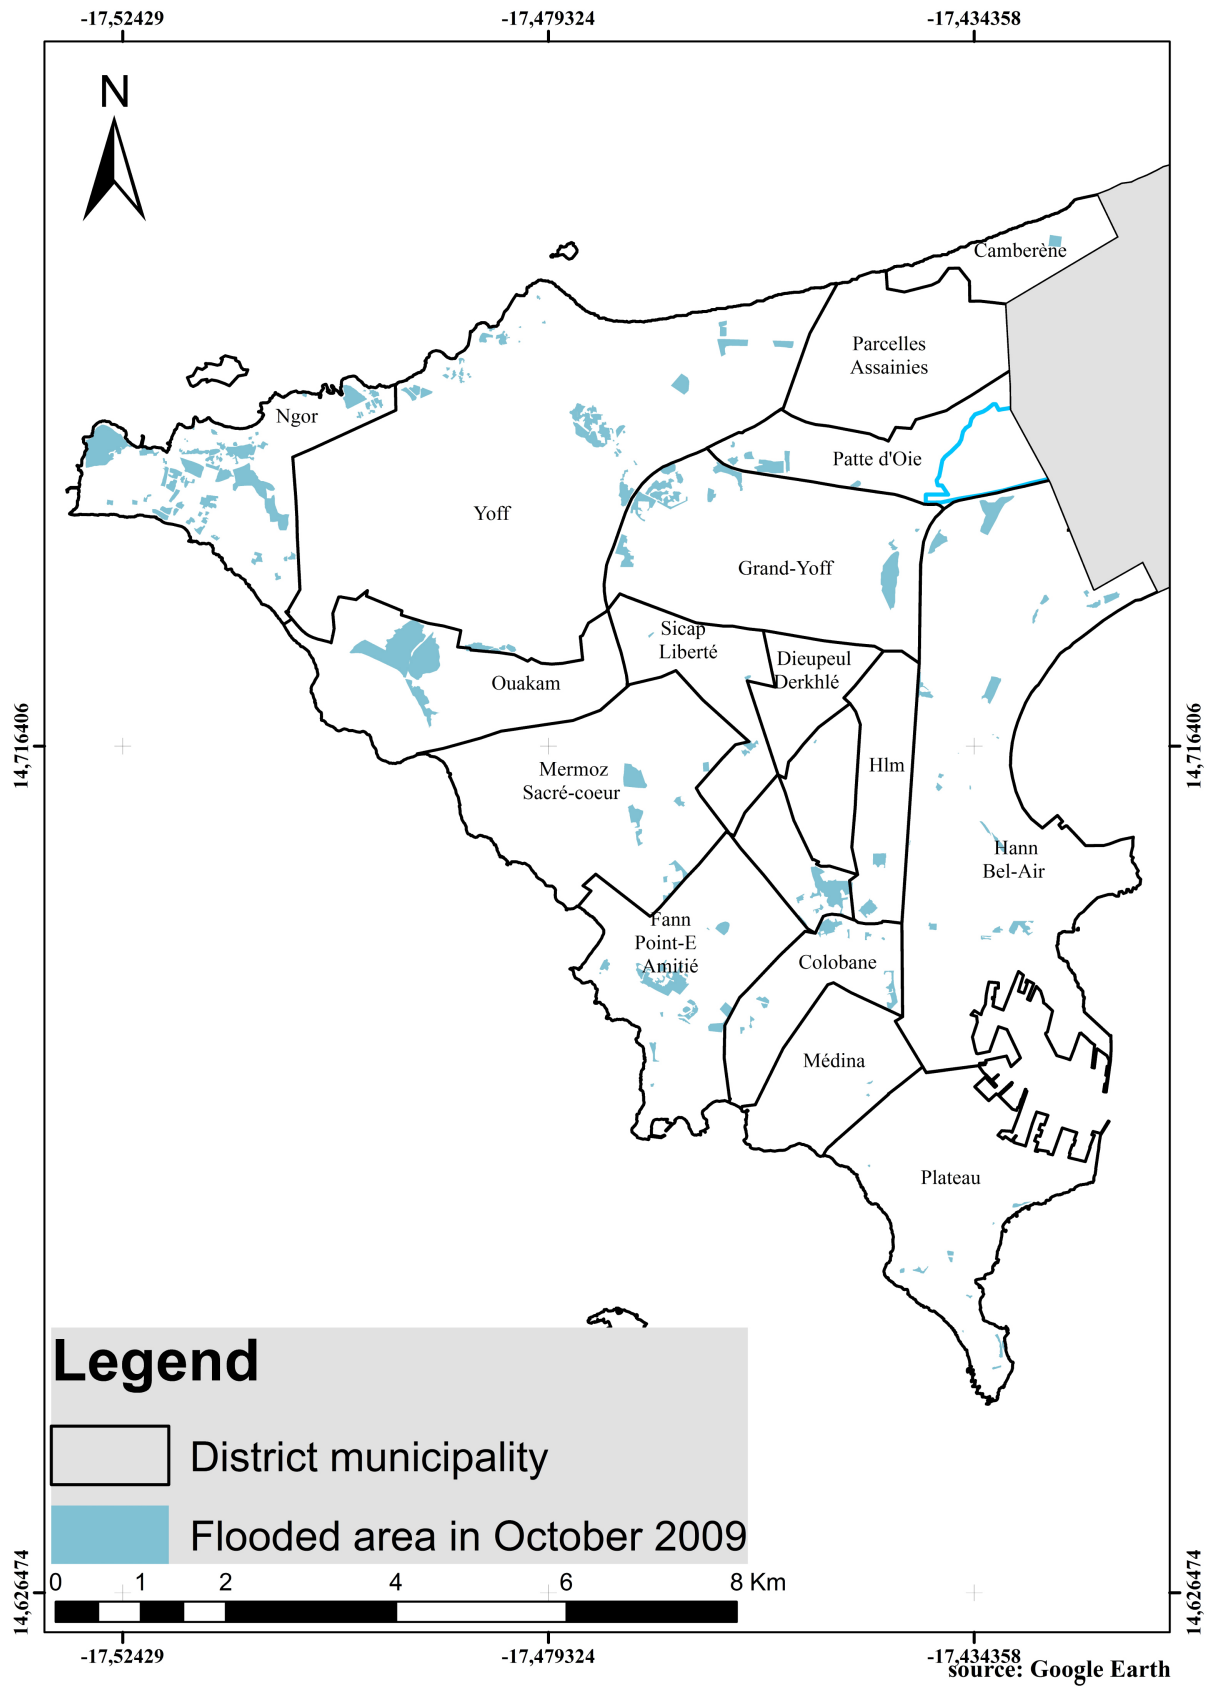 -17,52429
-17,479324
-17,434358
N
Camberène
Parcelles
Assainies
Ngor
Patte d'Oie
Yoff
Grand-Yoff
Sicap
Liberté
Dieupeul
Derkhlé
Ouakam
14,716406
14,716406
Mermoz
Sacré-coeur
Hlm
Hann
Bel-Air
Fann
Point-E
Amitié
Colobane
Médina
Plateau
Legend
District municipality
Flooded area in October 2009
14,626474
14,626474
0 1 2 4 6 8 Km
-17,52429
-17,479324
-17,434358
source: Google Earth